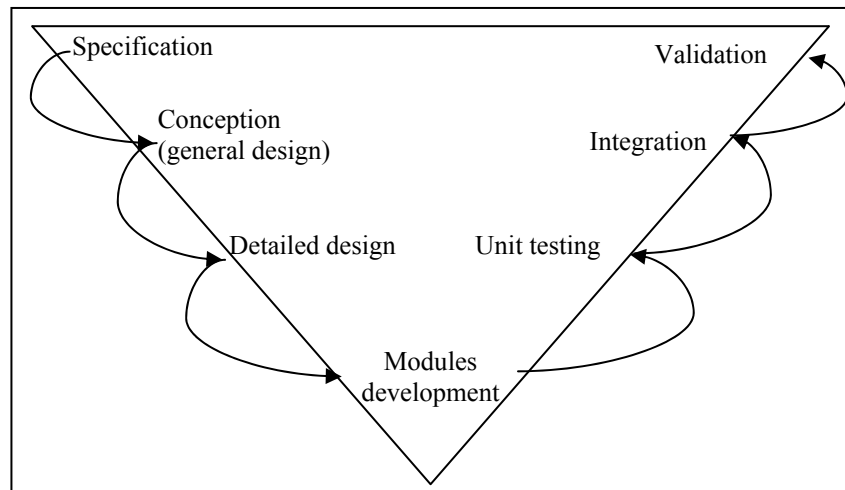 Specification
Validation
Conception
(general design)
Integration
Detailed design
Unit testing
Modules
development